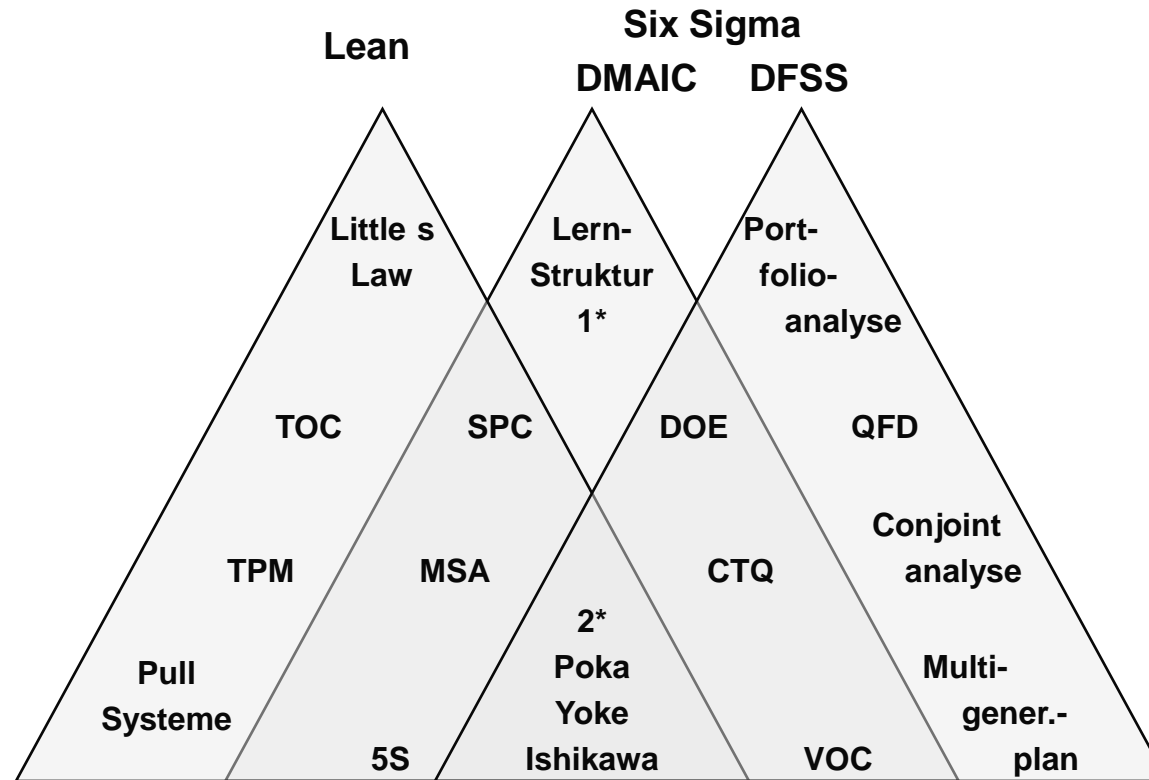 Six Sigma
Lean
DMAIC DFSS
Little s
Law
Lern-
Struktur
1*
Port-
folio-
analyse
TOC
SPC
DOE
QFD
TPM
MSA
CTQ
Conjoint
analyse
Pull
Systeme
5S
2*
Poka
Yoke
Ishikawa
VOC
Multi-
gener.-
plan